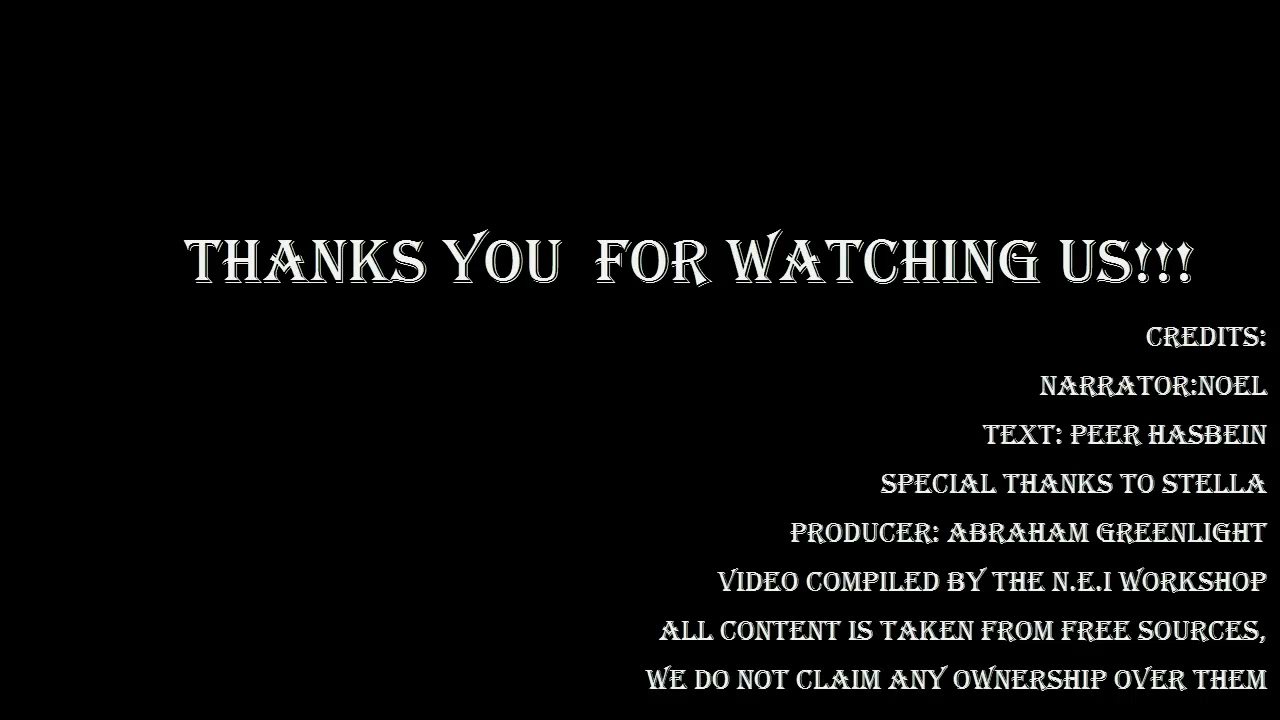 THANKS YOU  FOR WATCHING US!!!
CREDITS:
NARRATOR:NOEL
TEXT: PEER HASBEIN
SPECIAL THANKS TO STELLA
PRODUCER: ABRAHAM GREENLIGHT
VIDEO COMPILED BY THE N.E.I WORKSHOP
ALL CONTENT IS TAKEN FROM FREE SOURCES,
WE DO NOT CLAIM ANY OWNERSHIP OVER THEM